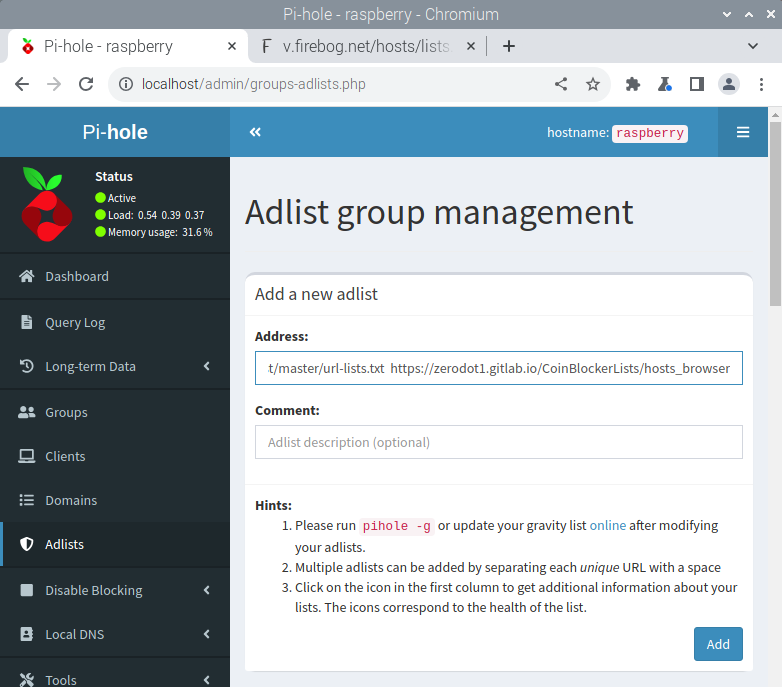 Pi-hole - raspberry - Chromium
Pi-hole - raspberry
v.firebog.net/hosts/lists
localhost/admin/groups-adlists.php
Pi-hole
hostname: raspberry
Status
Active
Load: 0.54 0.39 0.37
Memory usage: 31.6 %
Dashboard
Query Log
Long-term Data
Groups
Clients
Domains
Adlists
Disable Blocking
Local DNS
Tools
Adlist group management
Add a new adlist
Address:
t/master/url-lists.txt https://zerodot1.gitlab.io/CoinBlockerLists/hosts_browser
Comment:
Adlist description (optional)
Hints:
1. Please run pihole -g or update your gravity list online after modifying
your adlists.
2. Multiple adlists can be added by separating each unique URL with a space
3. Click on the icon in the first column to get additional information about your
lists. The icons correspond to the health of the list.
Add